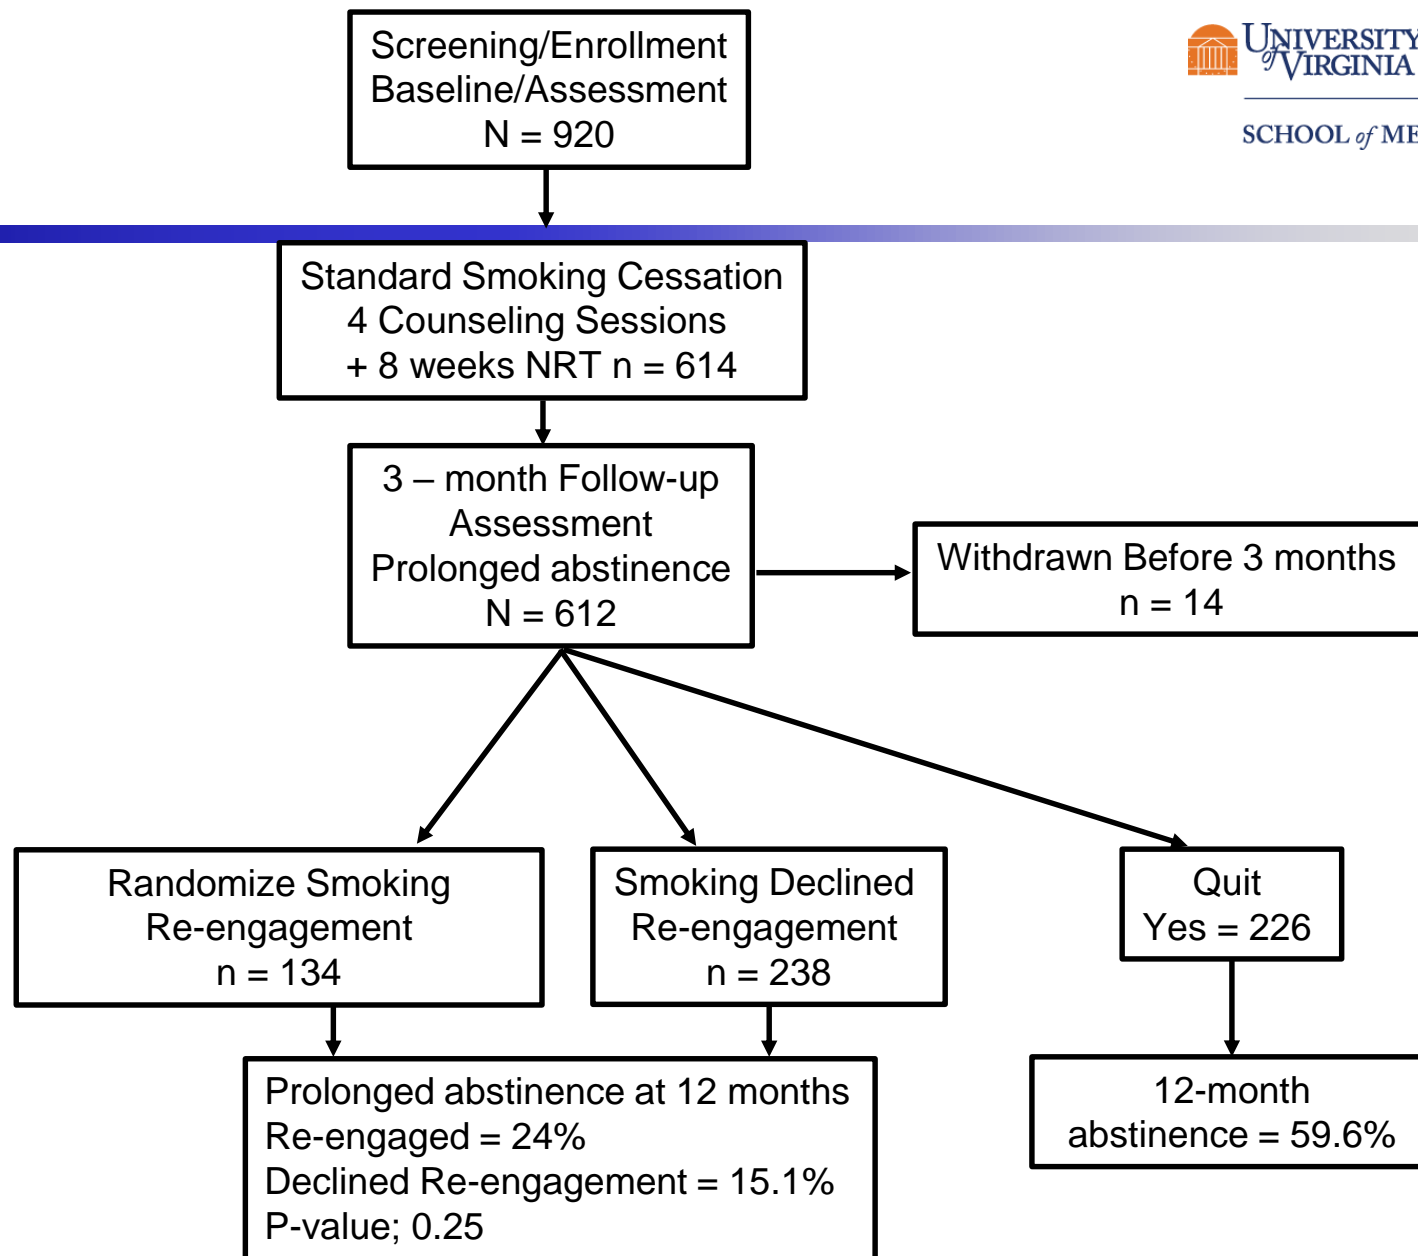 Screening/Enrollment
Baseline/Assessment
N = 920
UNIVERSITY
of VIRGINIA
SCHOOL of ME
Standard Smoking Cessation
4 Counseling Sessions
+ 8 weeks NRT n = 614
3 – month Follow-up
Assessment
Prolonged abstinence
N = 612
Withdrawn Before 3 months
n = 14
Randomize Smoking
Re-engagement
n = 134
Smoking Declined
Re-engagement
n = 238
Quit
Yes = 226
Prolonged abstinence at 12 months
Re-engaged = 24%
Declined Re-engagement = 15.1%
P-value; 0.25
12-month
abstinence = 59.6%